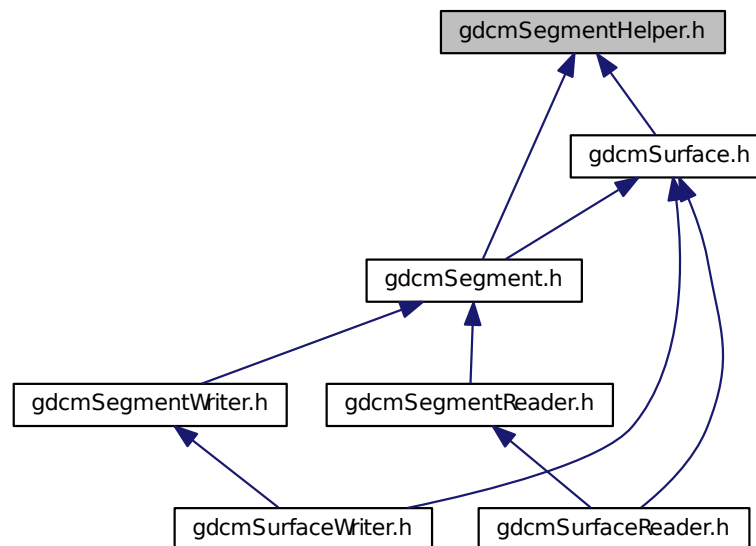 gdcmSegmentHelper.h
gdcmSurface.h
gdcmSegment.h
gdcmSegmentWriter.h
gdcmSegmentReader.h
gdcmSurfaceWriter.h
gdcmSurfaceReader.h